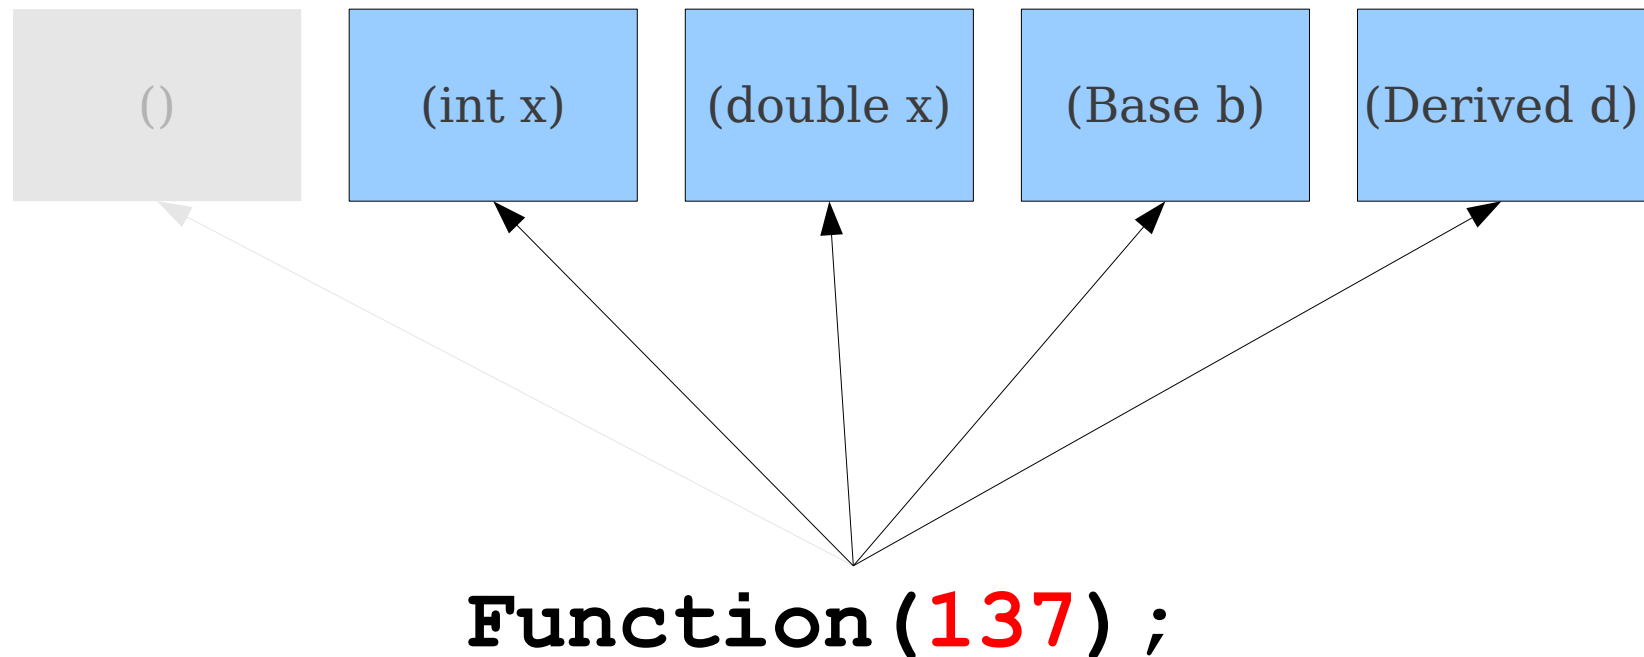 ()
(int x)
(double x)
(Base b)
(Derived d)
Function(137);